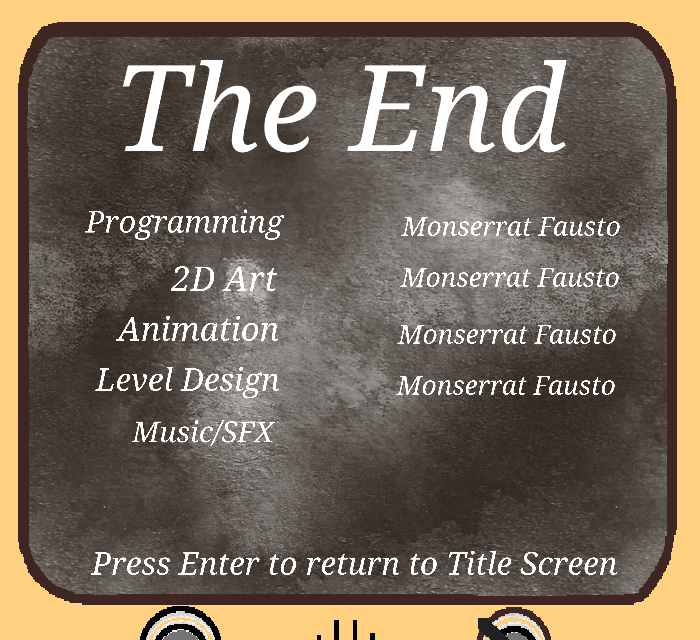 The End
Programming Monserrat Fausto
2D Art Monserrat Fausto
Animation Monserrat Fausto
Level Design Monserrat Fausto
Music/SFX
Press Enter to return to Title Screen